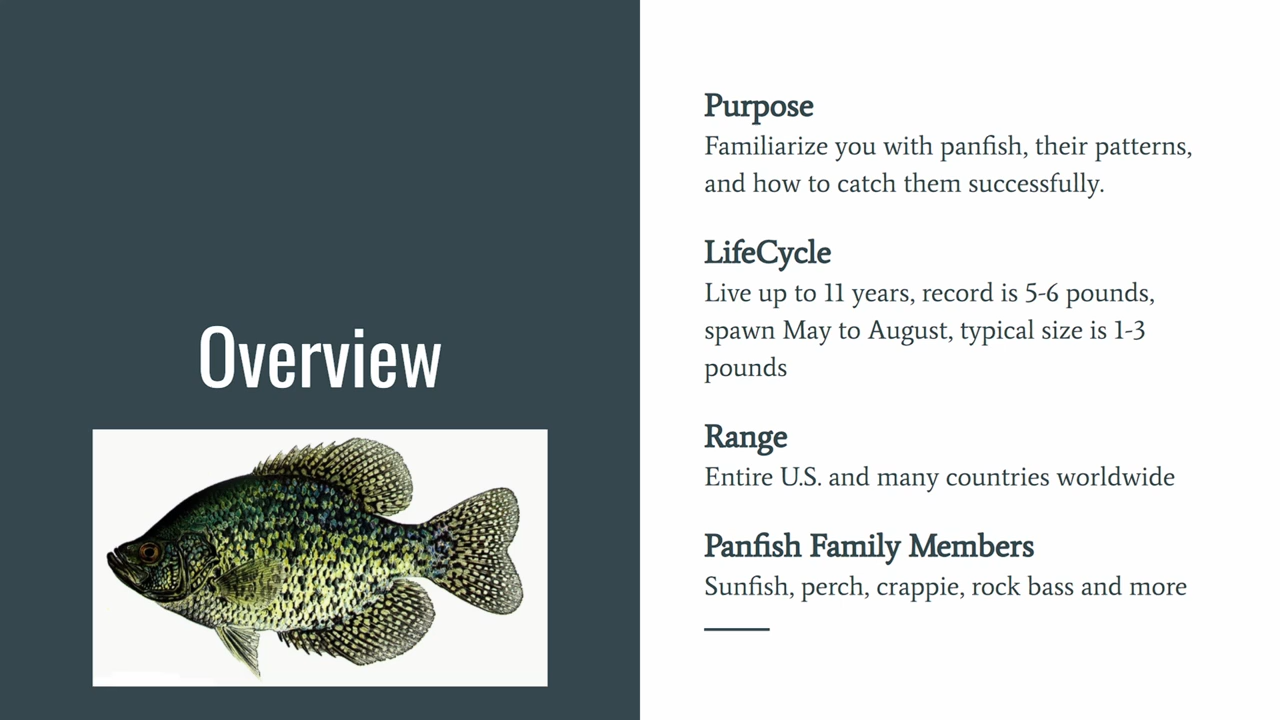 Overview
Purpose
Familiarize you with panfish, their patterns,
and how to catch them successfully.
LifeCycle
Live up to 11 years, record is 5-6 pounds,
spawn May to August, typical size is 1-3
pounds
Range
Entire U.S. and many countries worldwide
Panfish Family Members
Sunfish, perch, crappie, rock bass and more